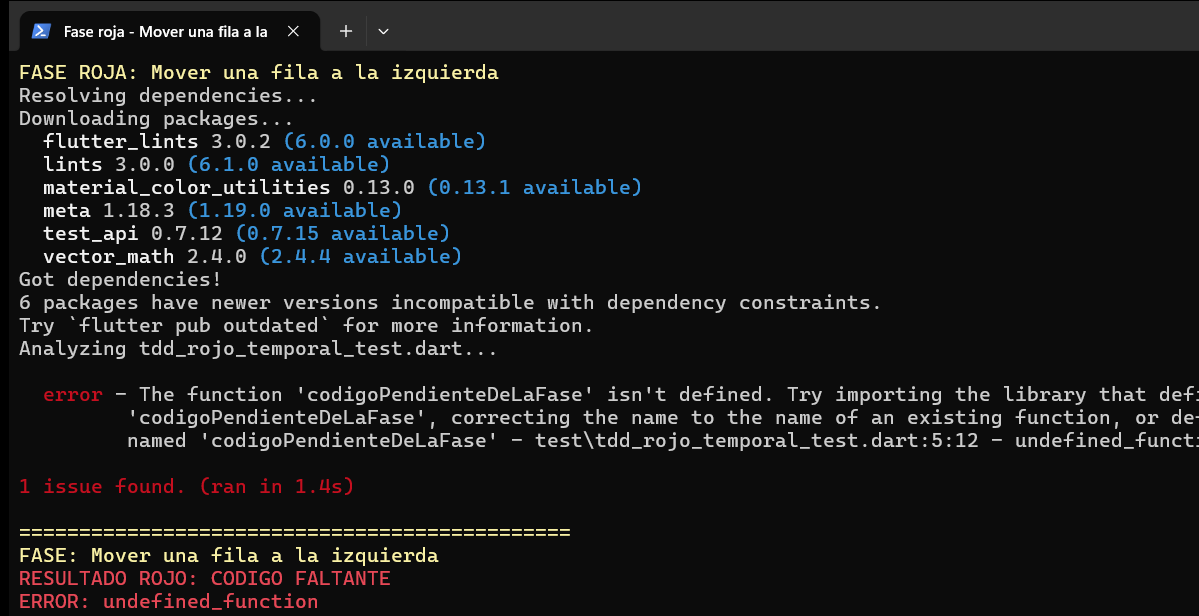 Fase roja - Mover una fila a la
FASE ROJA: Mover una fila a la izquierda
Resolving dependencies...
Downloading packages...
flutter_lints 3.0.2 (6.0.0 available)
lints 3.0.0 (6.1.0 available)
material_color_utilities 0.13.0 (0.13.1 available)
meta 1.18.3 (1.19.0 available)
test_api 0.7.12 (0.7.15 available)
vector_math 2.4.0 (2.4.4 available)
Got dependencies!
6 packages have newer versions incompatible with dependency constraints.
Try `flutter pub outdated` for more information.
Analyzing tdd_rojo_temporal_test.dart...
error - The function 'codigoPendienteDeLaFase' isn't defined. Try importing the library that defi
'codigoPendienteDeLaFase', correcting the name to the name of an existing function, or de
named 'codigoPendienteDeLaFase' - test\tdd_rojo_temporal_test.dart:5:12 - undefined_functi
1 issue found. (ran in 1.4s)
==============================================
FASE: Mover una fila a la izquierda
RESULTADO ROJO: CODIGO FALTANTE
ERROR: undefined_function